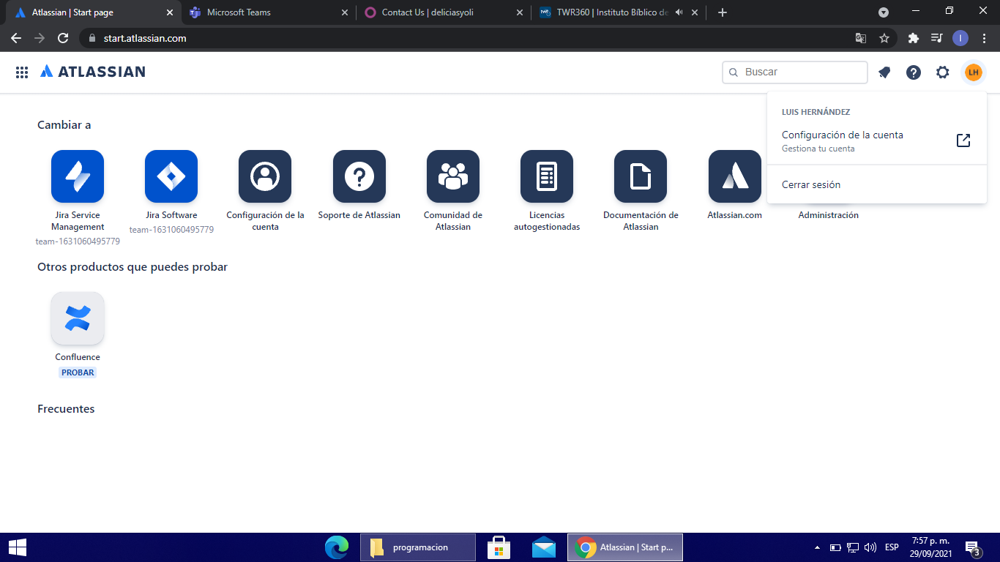 Atlassian | Start page
Microsoft Teams
Contact Us | deliciasyoli
TWR360 | Instituto Bíblico de
start.atlassian.com
I
ATLASSIAN
Buscar
LH
LUIS HERNÁNDEZ
Configuración de la cuenta
Gestiona tu cuenta
Cerrar sesión
Cambiar a
Jira Service
Management
team-1631060495779
Jira Software
team-1631060495779
Configuración de la
cuenta
Soporte de Atlassian
Comunidad de
Atlassian
Licencias
autogestionadas
Documentación de
Atlassian
Atlassian.com
Administración
Otros productos que puedes probar
Confluence
PROBAR
Frecuentes
programacion
Atlassian | Start p...
ESP
7:57 p. m.
29/09/2021
3